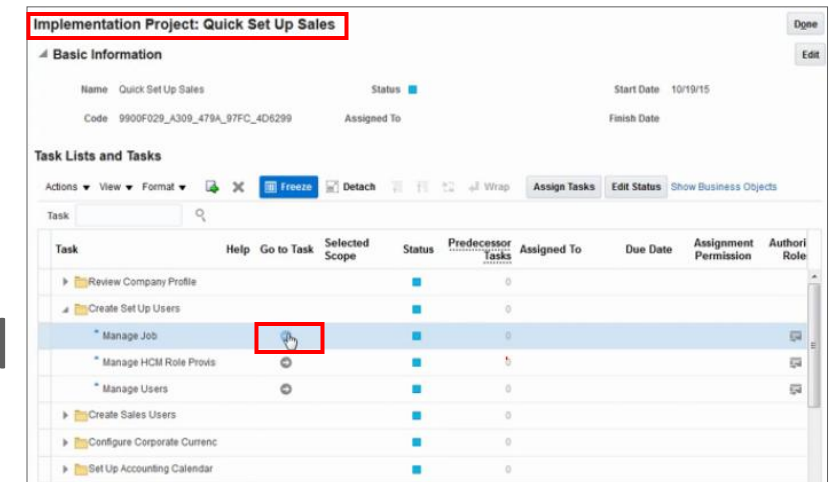 Implementation Project: Quick Set Up Sales
Done
Basic Information
Edit
Name Quick Set Up Sales Status Start Date 10/19/15
Code 9900F029_A309_479A_97FC_4D6299 Assigned To Finish Date
Task Lists and Tasks
Actions View Format Freeze Detach Wrap Assign Tasks Edit Status Show Business Objects
Task
Task Help Go to Task Selected Scope Status Predecessor Tasks Assigned To Due Date Assignment Permission Authori Role
Review Company Profile 0
Create Set Up Users 0
* Manage Job 0
* Manage HCM Role Provis
* Manage Users 0
Create Sales Users 0
Configure Corporate Currenc 0
Set Up Accounting Calendar 0